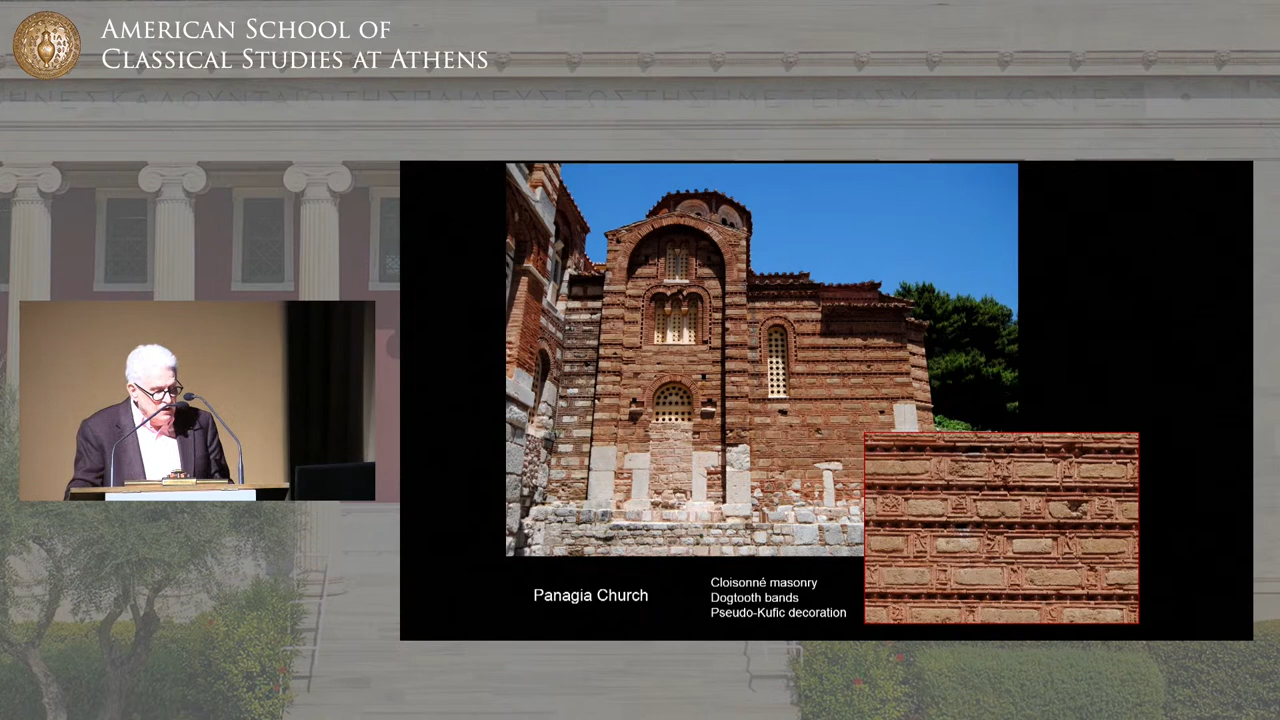 AMERICAN SCHOOL OF
CLASSICAL STUDIES AT ATHENS
Panagia Church
Cloisonné masonry
Dogtooth bands
Pseudo-Kufic decoration